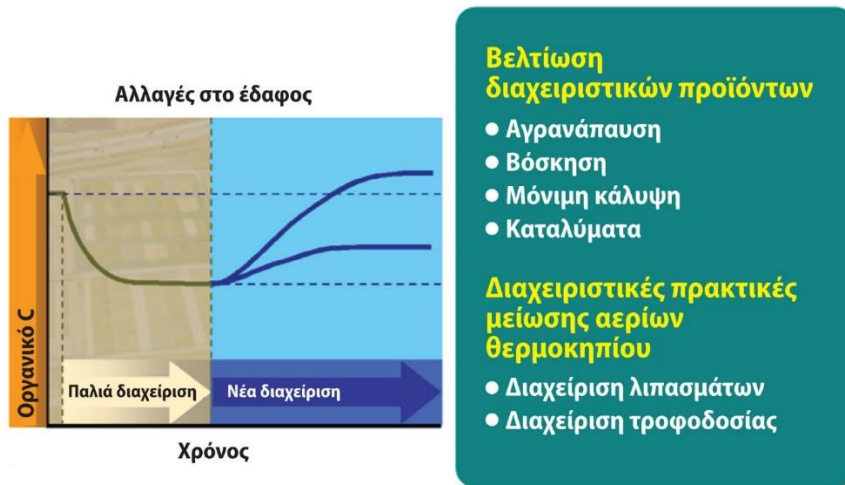 Αλλαγές στο έδαφος
Οργανικό C
Παλιά διαχείριση
Νέα διαχείριση
Χρόνος
Βελτίωση
διαχειριστικών προϊόντων
• Αγρανάπαυση
• Βόσκηση
• Μόνιμη κάλυψη
• Καταλύματα
Διαχειριστικές πρακτικές
μείωσης αερίων
θερμοκηπίου
• Διαχείριση λιπασμάτων
• Διαχείριση τροφοδοσίας